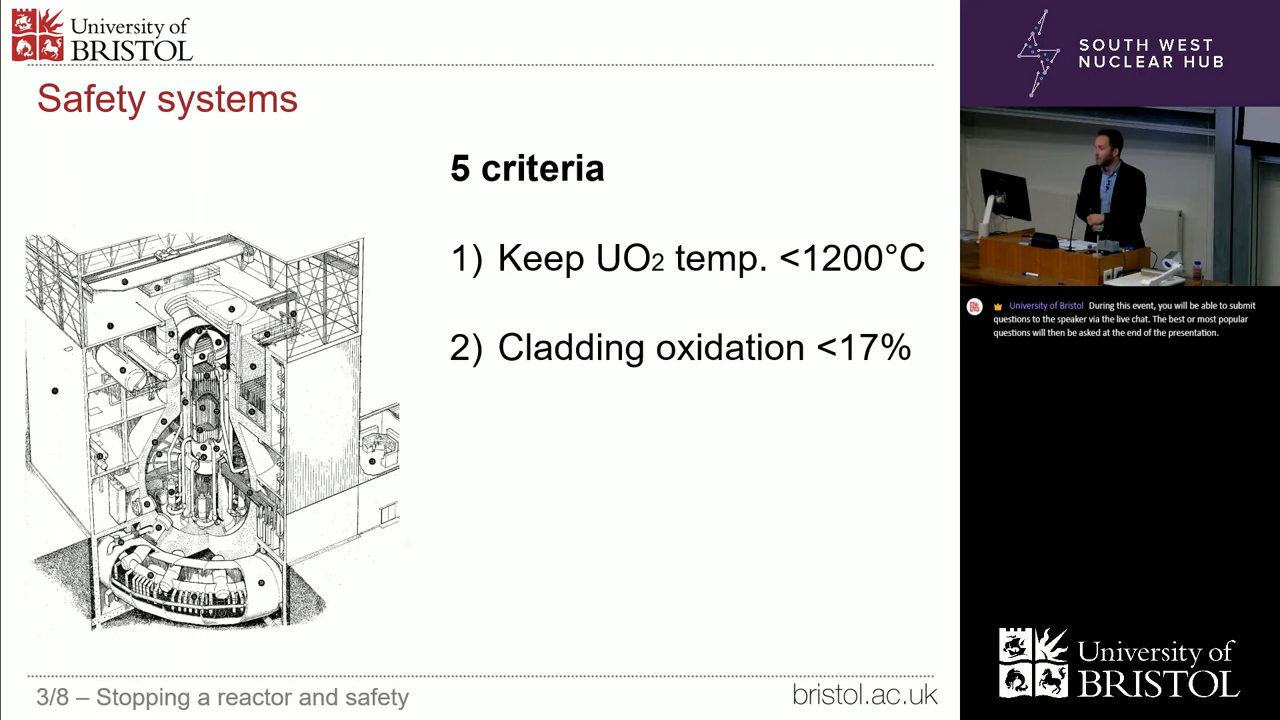 University of
BRISTOL
Safety systems
5 criteria
1) Keep UO2 temp. <1200°C
2) Cladding oxidation <17%
3/8 – Stopping a reactor and safety
bristol.ac.uk
SOUTH WEST
NUCLEAR HUB
University of Bristol During this event, you will be able to submit
questions to the speaker via the live chat. The best or most popular
questions will then be asked at the end of the presentation.
University of
BRISTOL